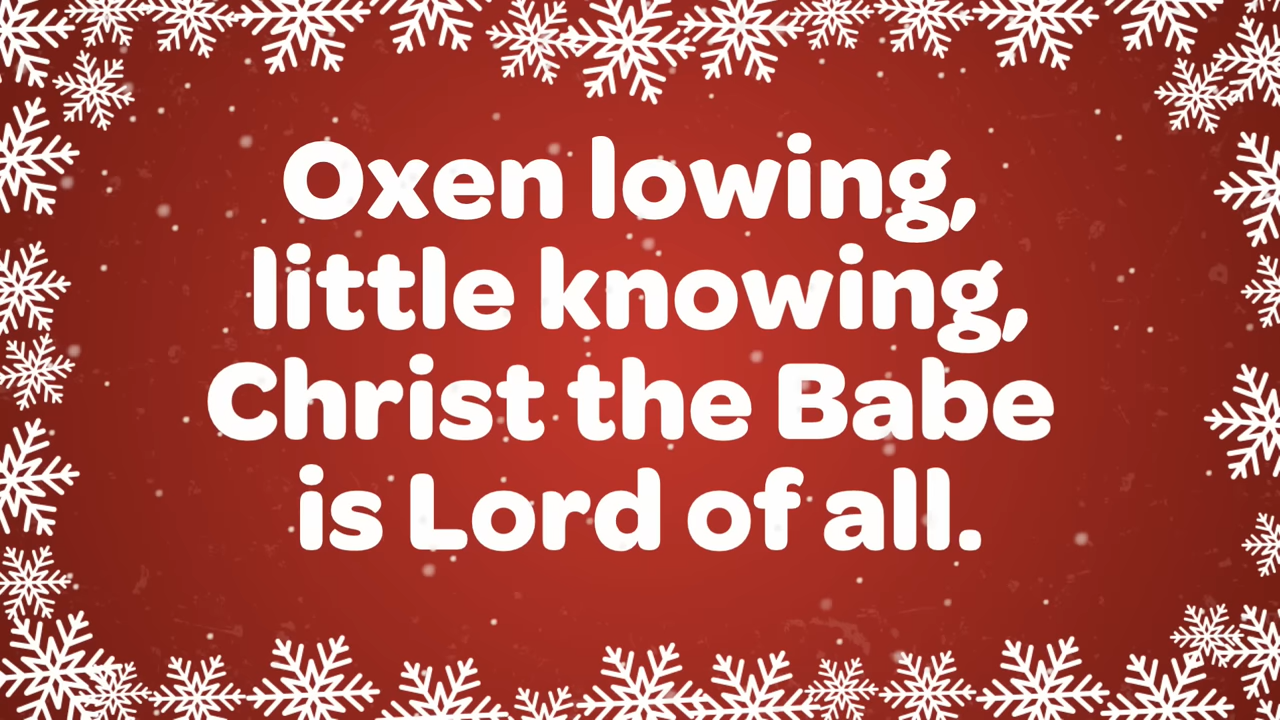 Oxen lowing,
little knowing,
Christ the Babe
is Lord of all.